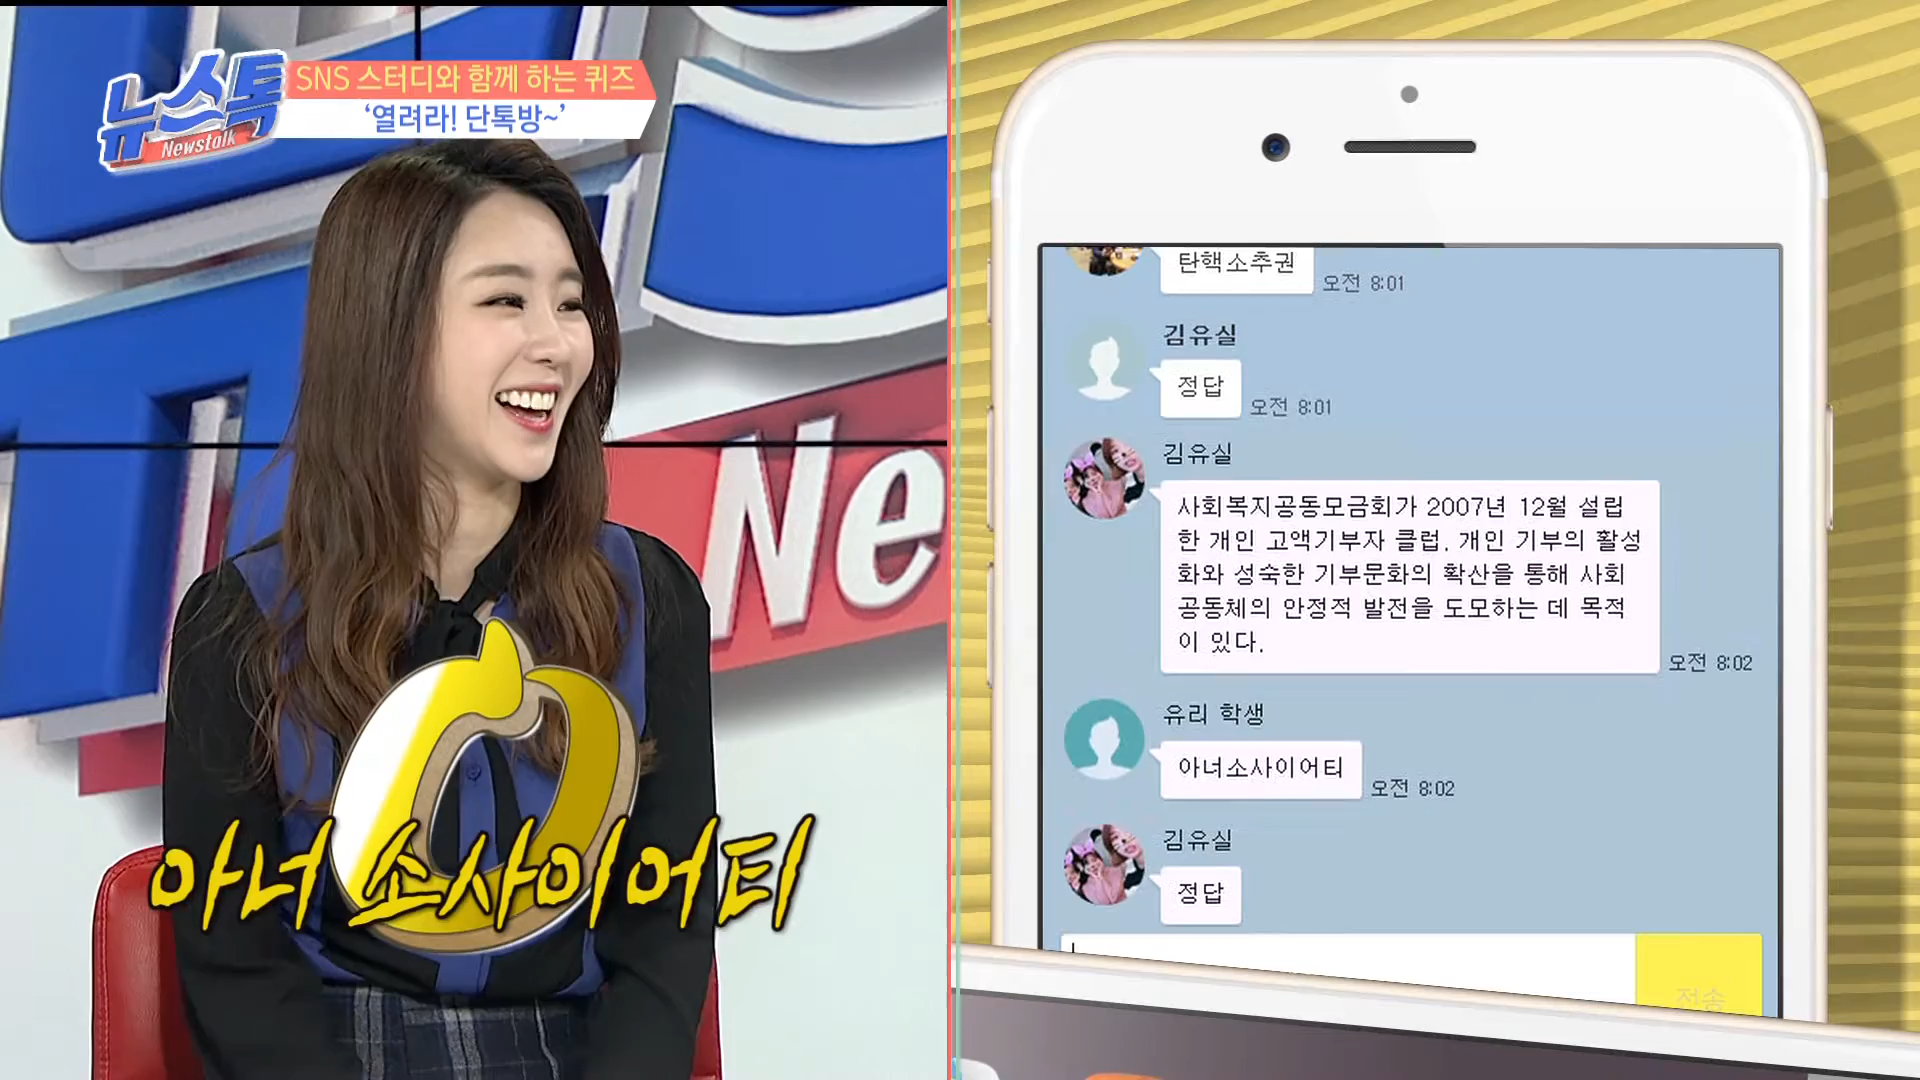 뉴스톡
Newstalk
SNS 스터디와 함께 하는 퀴즈
‘열려라! 단톡방~’
Ne
아너 소사이어티
탄핵소추권
오전 8:01
김유실
정답
오전 8:01
김유실
사회복지공동모금회가 2007년 12월 설립
한 개인 고액기부자 클럽. 개인 기부의 활성
화와 성숙한 기부문화의 확산을 통해 사회
공동체의 안정적 발전을 도모하는 데 목적
이 있다.
오전 8:02
유리 학생
아너소사이어티
오전 8:02
김유실
정답
전송